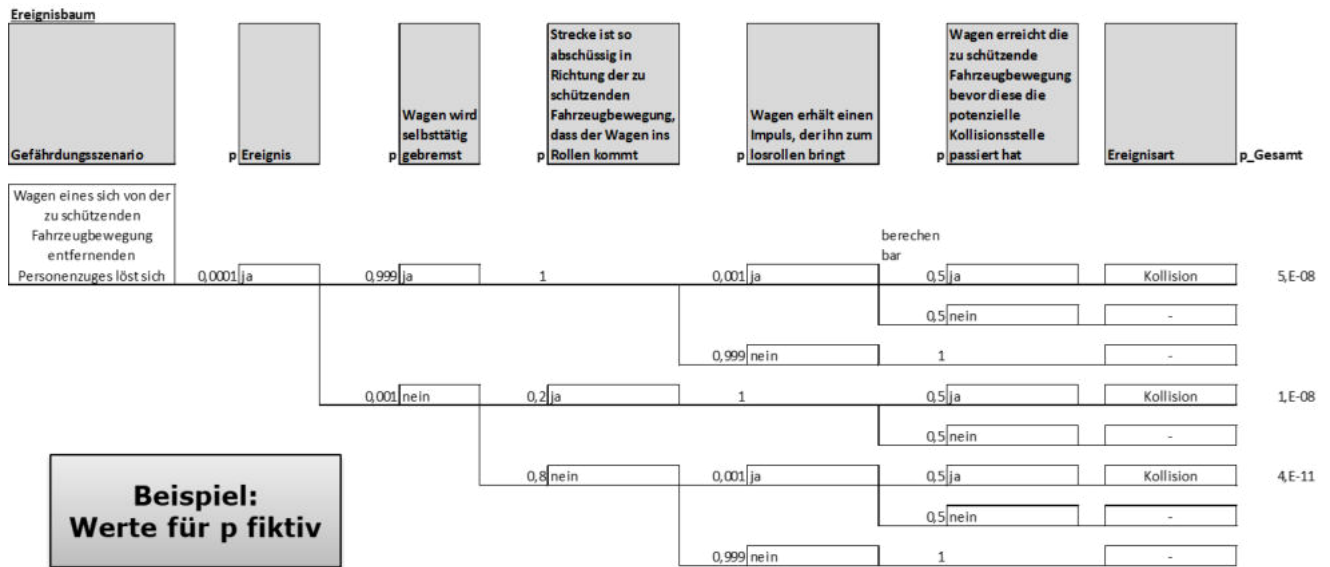 Ereignisbaum
Gefährdungsszenario
p Ereignis
Wagen wird
selbsttätig
p gebremst
Strecke ist so
abschüssig in
Richtung der zu
schützenden
Fahrzeugbewegung,
dass der Wagen ins
p Rollen kommt
Wagen erhält einen
Impuls, der ihn zum
p losrollen bringt
Wagen erreicht die
zu schützende
Fahrzeugbewegung
bevor diese die
potenzielle
Kollisionsstelle
p passiert hat
Ereignisart
p_Gesamt
Wagen eines sich von der
zu schützenden
Fahrzeugbewegung
entfernenden
Personenzuges löst sich
berechen
bar
0,0001 ja 0,999 ja 1 0,001 ja 0,5 ja Kollision 5,E-08
0,5 nein -
0,999 nein 1 -
0,001 nein 0,2 ja 1 0,5 ja Kollision 1,E-08
0,5 nein -
0,8 nein 0,001 ja 0,5 ja Kollision 4,E-11
0,5 nein -
0,999 nein 1 -
Beispiel:
Werte für p fiktiv